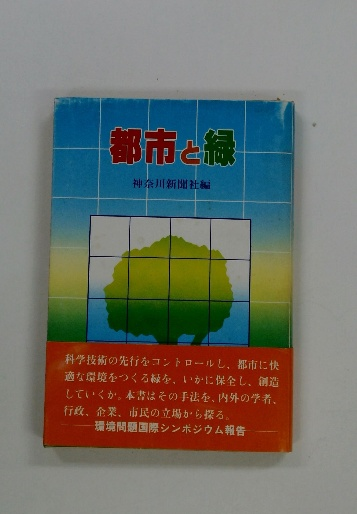 都市と緑
神奈川新聞社編
科学技術の先行をコントロールし、都市に快
適な環境をつくる緑を、いかに保全し、創造
していくか。本書はその手法を、内外の学者、
行政、企業、市民の立場から探る。
環境問題国際シンポジウム報告